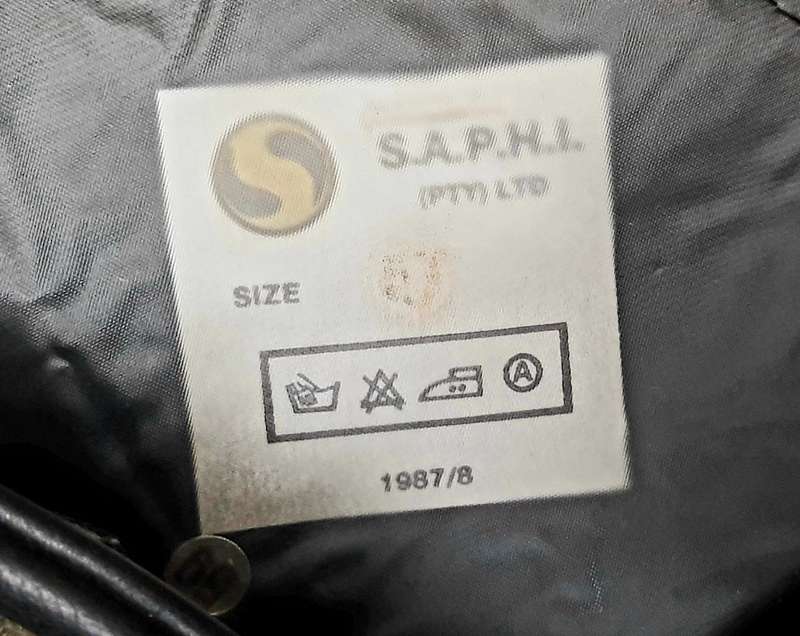 S
S.A.P.H.I.
(PTY) LTD
SIZE
A
1987/8